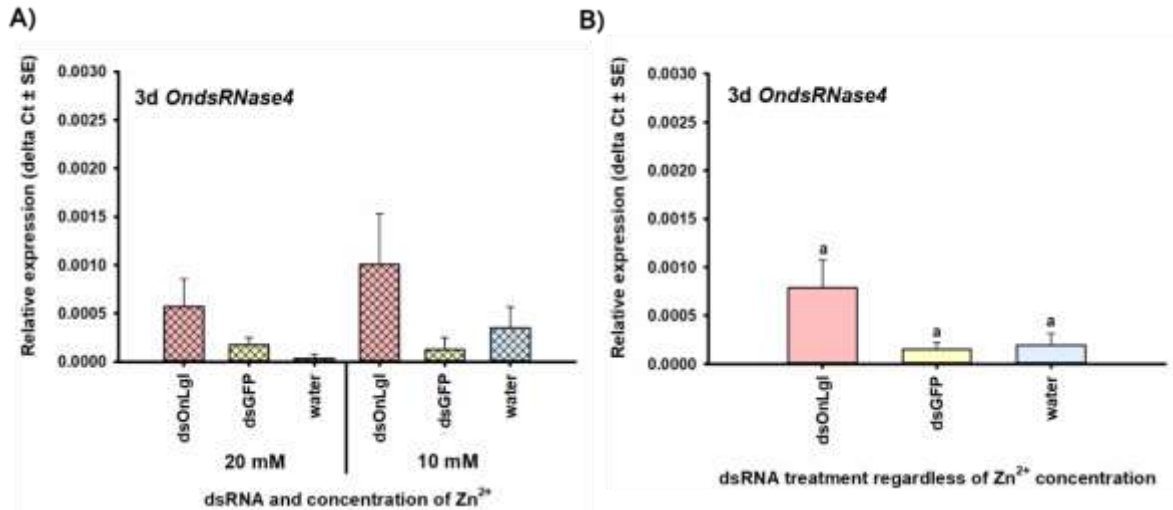 A)
Relative expression (delta Ct ± SE)
0.0030
0.0025
0.0020
0.0015
0.0010
0.0005
0.0000
3d OndsRNase4
dsOnLgl
dsGFP
water
dsOnLgl
dsGFP
water
20 mM
10 mM
dsRNA and concentration of Zn²⁺
B)
Relative expression (delta Ct ± SE)
0.0030
0.0025
0.0020
0.0015
0.0010
0.0005
0.0000
3d OndsRNase4
a
a
a
dsOnLgl
dsGFP
water
dsRNA treatment regardless of Zn²⁺ concentration